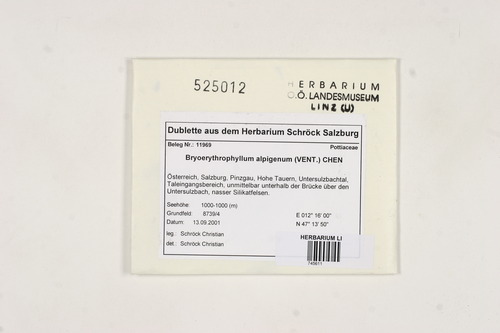 525012
HERBARIUM
O.Ö. LANDESMUSEUM
LINZ (U)
Dublette aus dem Herbarium Schröck Salzburg
Beleg Nr.: 11969 Pottiaceae
Bryoerythrophyllum alpigenum (VENT.) CHEN
Österreich, Salzburg, Pinzgau, Hohe Tauern, Untersulzbachtal,
Taleingangsbereich, unmittelbar unterhalb der Brücke über den
Untersulzbach, nasser Silikatfelsen.
Seehöhe: 1000-1000 (m)
Grundfeld: 8739/4 E 012° 16' 00"
Datum: 13.09.2001 N 47° 13' 50"
leg : Schröck Christian HERBARIUM LI
det : Schröck Christian
745611